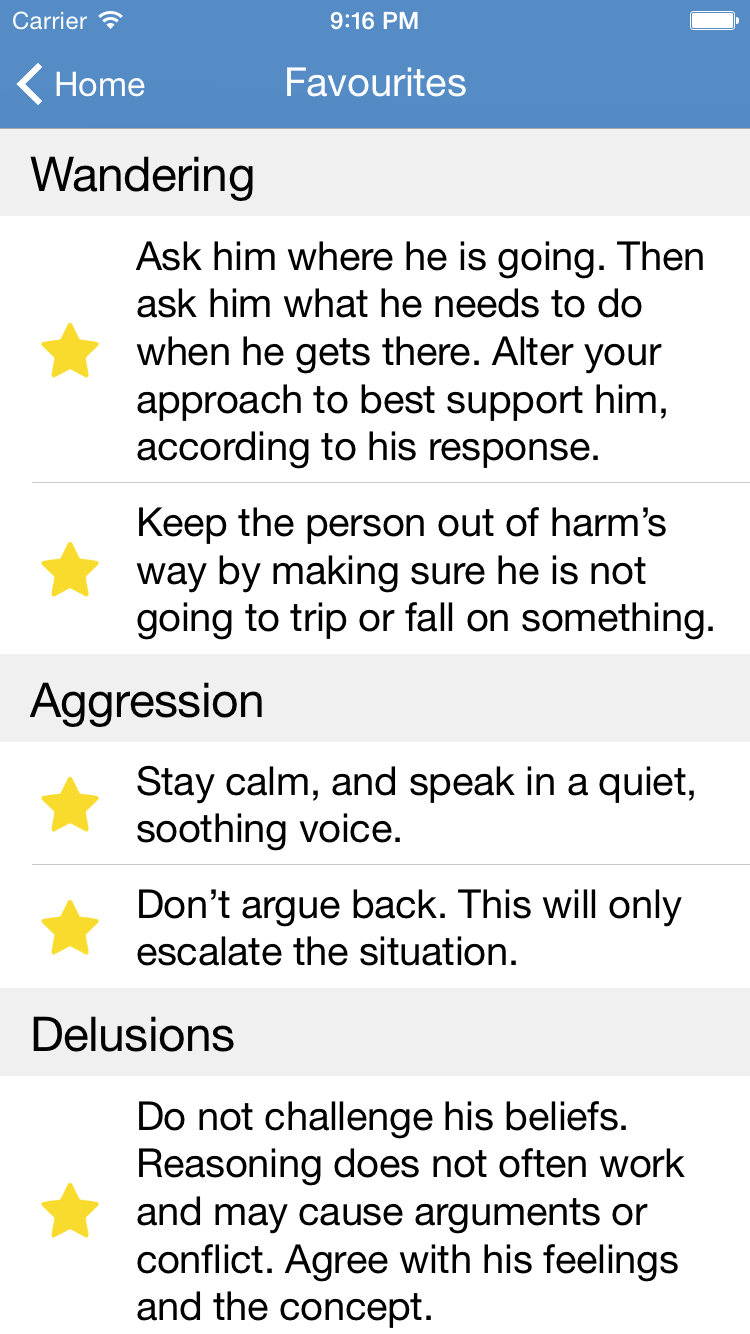 Carrier 9:16 PM
Home Favourites
Wandering
Ask him where he is going. Then
ask him what he needs to do
when he gets there. Alter your
approach to best support him,
according to his response.
Keep the person out of harm’s
way by making sure he is not
going to trip or fall on something.
Aggression
Stay calm, and speak in a quiet,
soothing voice.
Don’t argue back. This will only
escalate the situation.
Delusions
Do not challenge his beliefs.
Reasoning does not often work
and may cause arguments or
conflict. Agree with his feelings
and the concept.